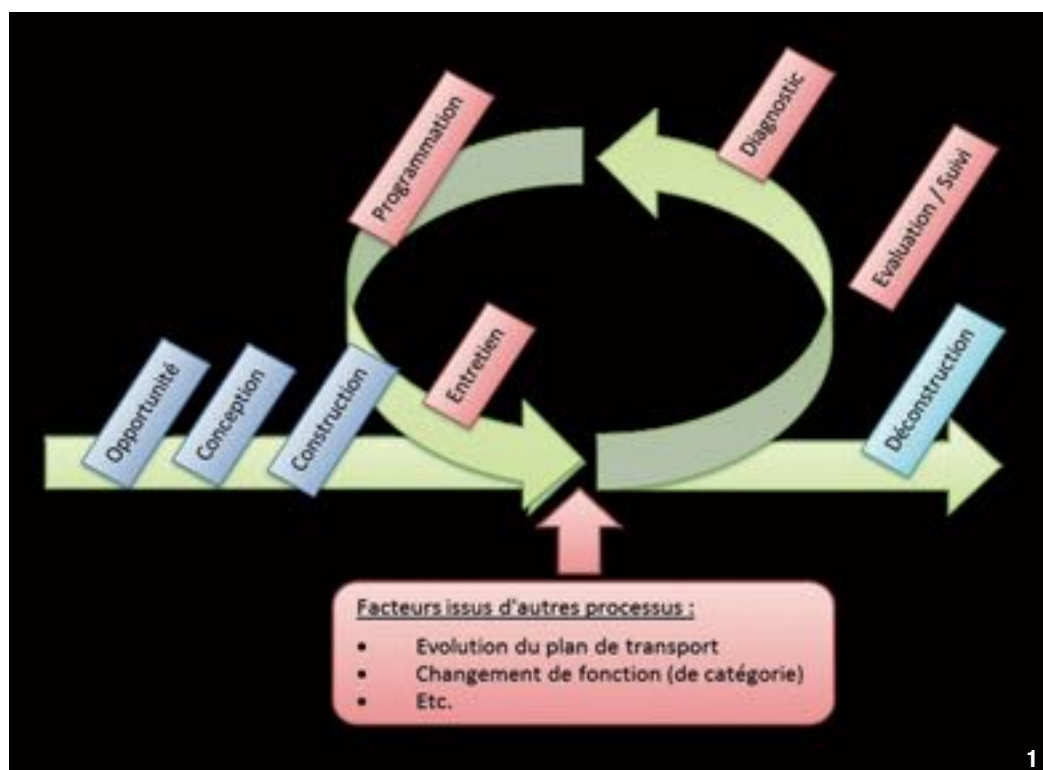 Programmation
Diagnostic
Evaluation / Suivi
Opportunité
Conception
Construction
Entretien
Déconstruction
Facteurs issus d'autres processus :
• Evolution du plan de transport
• Changement de fonction (de catégorie)
• Etc.
1